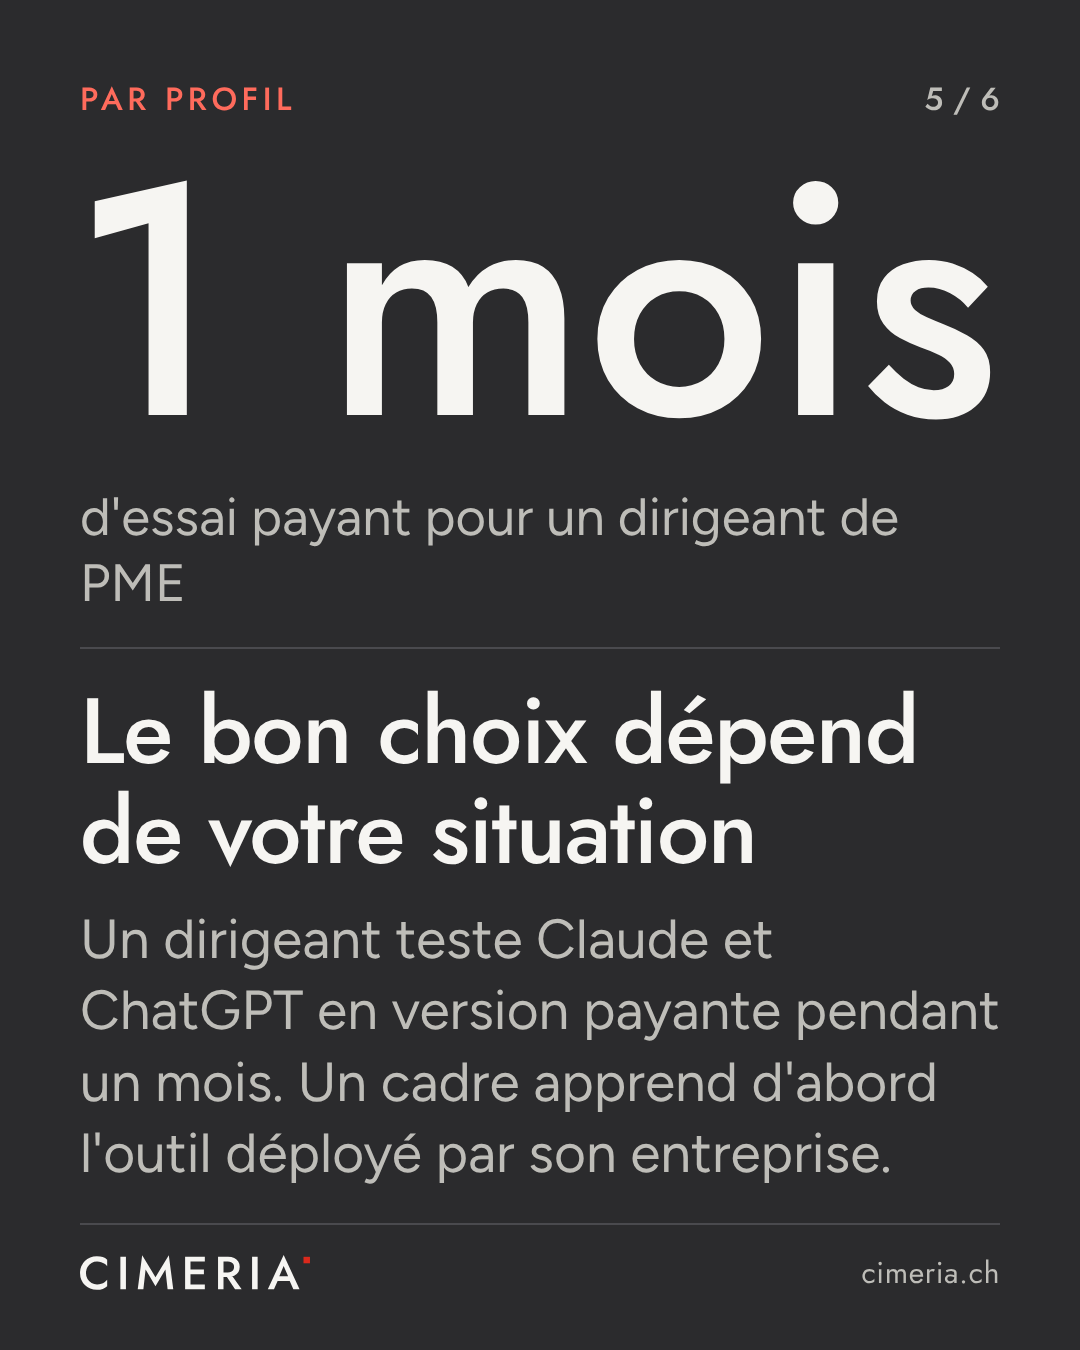 PAR PROFIL
5 / 6
1 mois
d'essai payant pour un dirigeant de
PME
Le bon choix dépend
de votre situation
Un dirigeant teste Claude et
ChatGPT en version payante pendant
un mois. Un cadre apprend d'abord
l'outil déployé par son entreprise.
CIMERIA
cimeria.ch